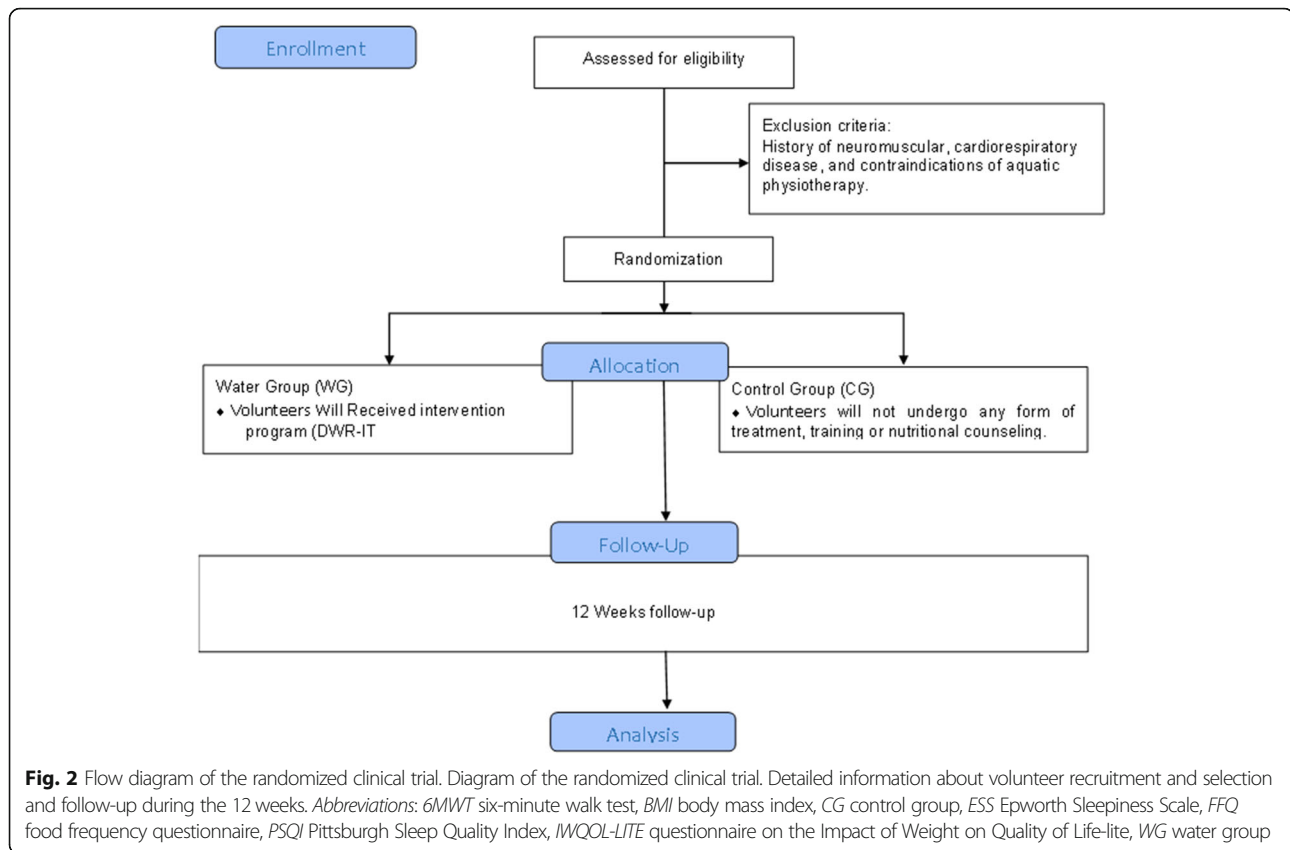 Enrollment
Assessed for eligibility
Exclusion criteria:
History of neuromuscular, cardiorespiratory
disease, and contraindications of aquatic
physiotherapy.
Randomization
Allocation
Water Group (WG)
♦ Volunteers Will Received intervention
program (DWR-IT
Control Group (CG)
♦ Volunteers will not undergo any form of
treatment, training or nutritional counseling.
Follow-Up
12 Weeks follow-up
Analysis
Fig. 2 Flow diagram of the randomized clinical trial. Diagram of the randomized clinical trial. Detailed information about volunteer recruitment and selection
and follow-up during the 12 weeks. Abbreviations: 6MWT six-minute walk test, BMI body mass index, CG control group, ESS Epworth Sleepiness Scale, FFQ
food frequency questionnaire, PSQI Pittsburgh Sleep Quality Index, IWQOL-LITE questionnaire on the Impact of Weight on Quality of Life-lite, WG water group